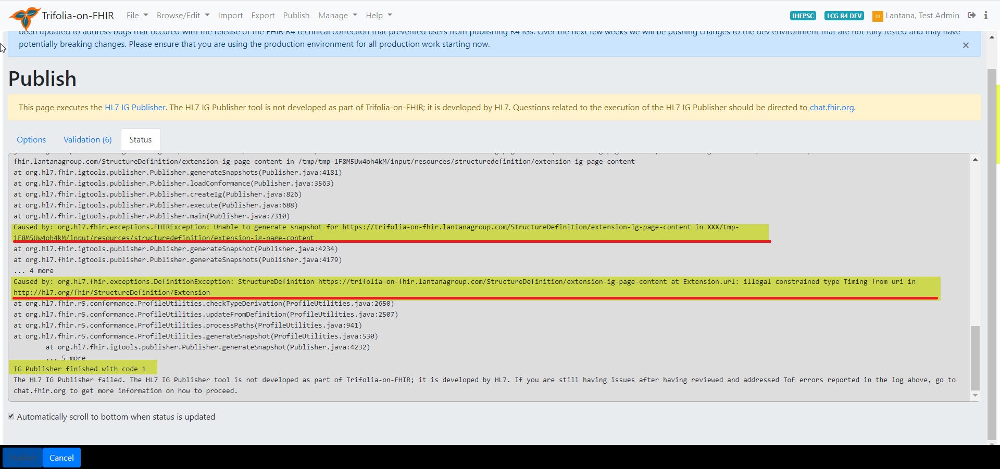 Trifolia-on-FHIR File Browse/Edit Import Export Publish Manage Help IHEPSC LCG R4 DEV Lantana, Test Admin
been updated to address bugs that occured with the release of the FHIR R4 technical correction that prevented users from publishing R4 IGs. Over the next few weeks we will be pushing changes to the dev environment that are not fully tested and may have
potentially breaking changes. Please ensure that you are using the production environment for all production work starting now.
Publish
This page executes the HL7 IG Publisher. The HL7 IG Publisher tool is not developed as part of Trifolia-on-FHIR; it is developed by HL7. Questions related to the execution of the HL7 IG Publisher should be directed to chat.fhir.org.
Options Validation (6) Status
fhir.lantanagroup.com/StructureDefinition/extension-ig-page-content in /tmp/tmp-1F8M5Uw4oh4kM/input/resources/structuredefinition/extension-ig-page-content
at org.hl7.fhir.igtools.publisher.Publisher.generateSnapshots(Publisher.java:4181)
at org.hl7.fhir.igtools.publisher.Publisher.loadConformance(Publisher.java:3563)
at org.hl7.fhir.igtools.publisher.Publisher.createIg(Publisher.java:826)
at org.hl7.fhir.igtools.publisher.Publisher.execute(Publisher.java:688)
at org.hl7.fhir.igtools.publisher.Publisher.main(Publisher.java:7310)
Caused by: org.hl7.fhir.exceptions.FHIRException: Unable to generate snapshot for https://trifolia-on-fhir.lantanagroup.com/StructureDefinition/extension-ig-page-content in XXX/tmp-
1F8M5Uw4oh4kM/input/resources/structuredefinition/extension-ig-page-content
at org.hl7.fhir.igtools.publisher.Publisher.generateSnapshot(Publisher.java:4234)
at org.hl7.fhir.igtools.publisher.Publisher.generateSnapshots(Publisher.java:4179)
... 4 more
Caused by: org.hl7.fhir.exceptions.DefinitionException: StructureDefinition https://trifolia-on-fhir.lantanagroup.com/StructureDefinition/extension-ig-page-content at Extension.url: illegal constrained type Timing from uri in
http://hl7.org/fhir/StructureDefinition/Extension
at org.hl7.fhir.r5.conformance.ProfileUtilities.checkTypeDerivation(ProfileUtilities.java:2650)
at org.hl7.fhir.r5.conformance.ProfileUtilities.updateFromDefinition(ProfileUtilities.java:2507)
at org.hl7.fhir.r5.conformance.ProfileUtilities.processPaths(ProfileUtilities.java:941)
at org.hl7.fhir.r5.conformance.ProfileUtilities.generateSnapshot(ProfileUtilities.java:530)
at org.hl7.fhir.igtools.publisher.Publisher.generateSnapshot(Publisher.java:4232)
... 5 more
IG Publisher finished with code 1
The HL7 IG Publisher failed. The HL7 IG Publisher tool is not developed as part of Trifolia-on-FHIR; it is developed by HL7. If you are still having issues after having reviewed and addressed ToF errors reported in the log above, go to
chat.fhir.org to get more information on how to proceed.
Automatically scroll to bottom when status is updated
Cancel